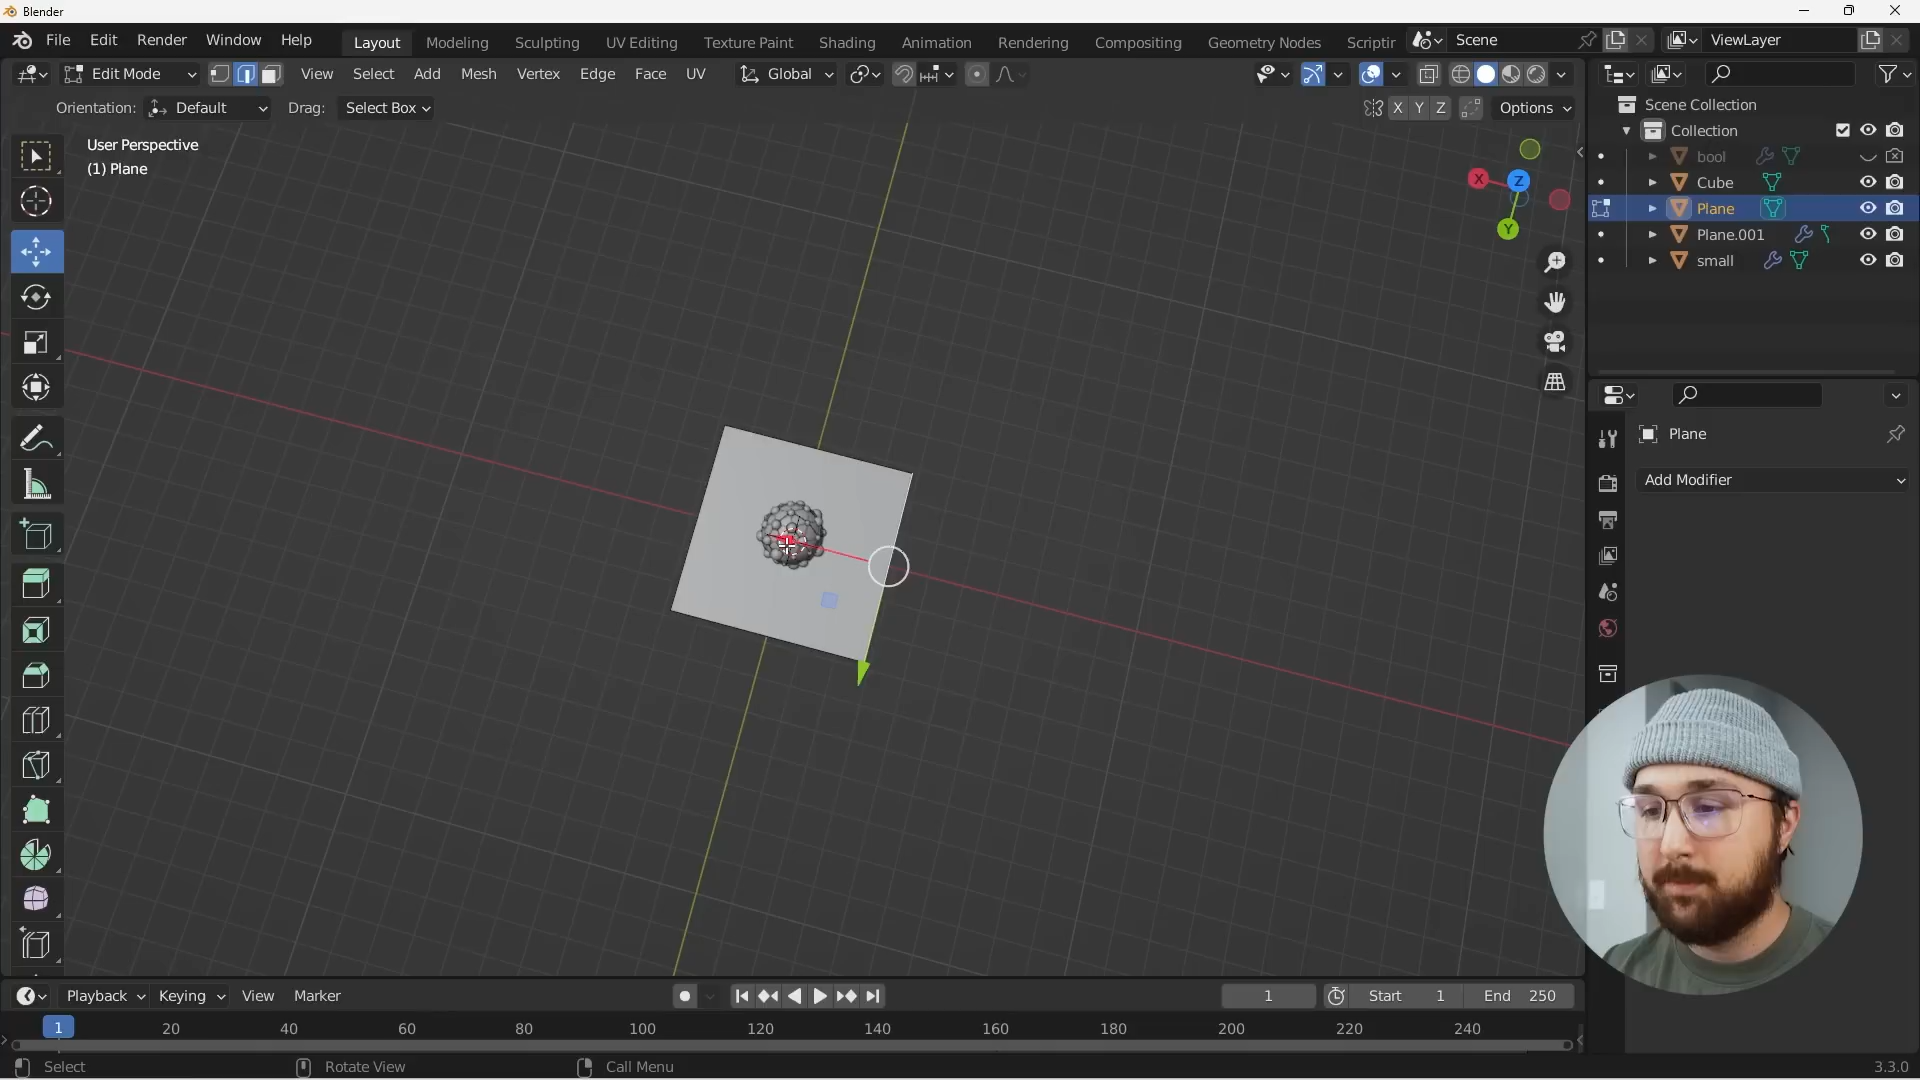 Blender
File Edit Render Window Help
Layout Modeling Sculpting UV Editing Texture Paint Shading Animation Rendering Compositing Geometry Nodes Scriptin
Scene
ViewLayer
Edit Mode
View Select Add Mesh Vertex Edge Face UV
Global
Orientation: Default Drag: Select Box
X Y Z
Options
User Perspective
(1) Plane
X
Z
Y
Scene Collection
Collection
bool
Cube
Plane
Plane.001
small
Plane
Add Modifier
Playback Keying View Marker
1
Start 1
End 250
1 20 40 60 80 100 120 140 160 180 200 220 240
Select
Rotate View
Call Menu
3.3.0